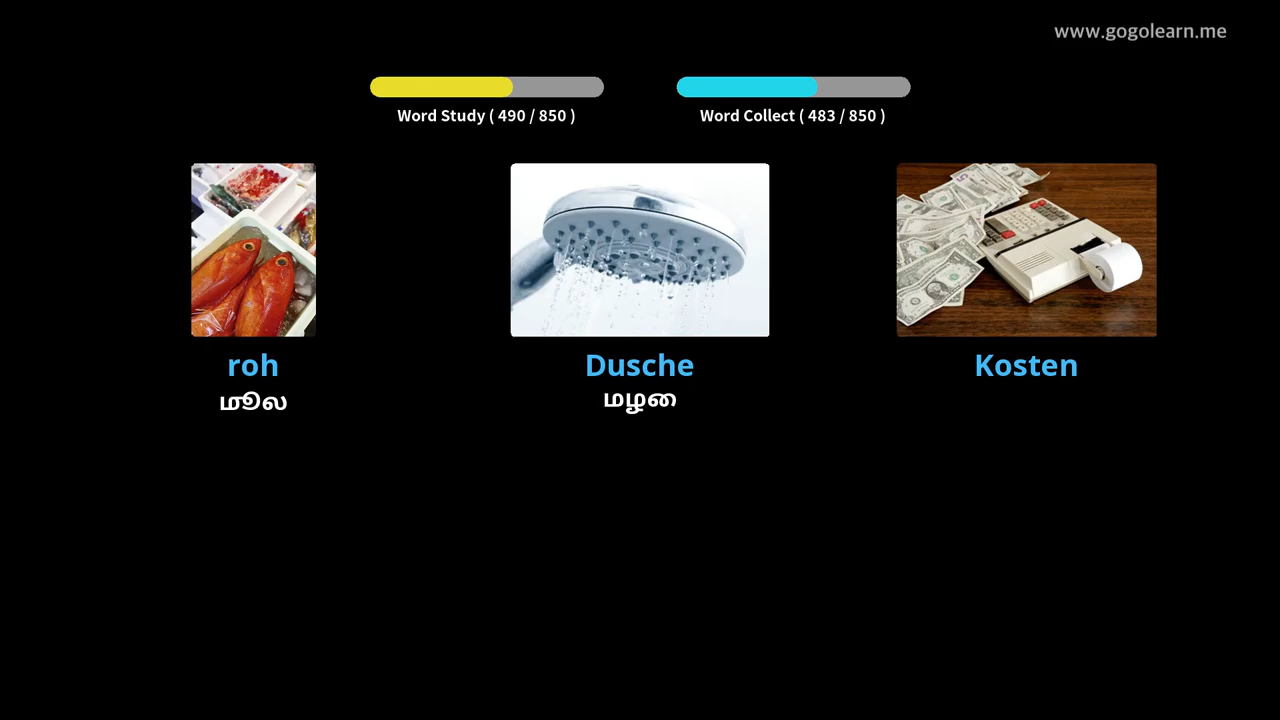 www.gogolearn.me
Word Study ( 490 / 850 )
Word Collect ( 483 / 850 )
roh
Dusche
Kosten
மூல
மழை